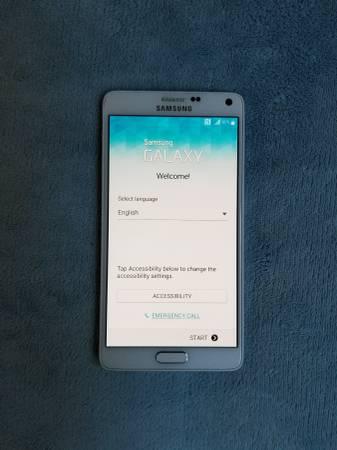 SAMSUNG
Samsung
GALAXY
Welcome!
Select language
English
Tap Accessibility below to change the
accessibility settings.
ACCESSIBILITY
EMERGENCY CALL
START